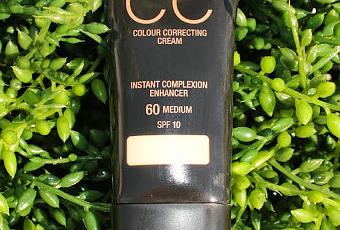 CC
COLOUR CORRECTING
CREAM
INSTANT COMPLEXION
ENHANCER
60 MEDIUM
SPF 10